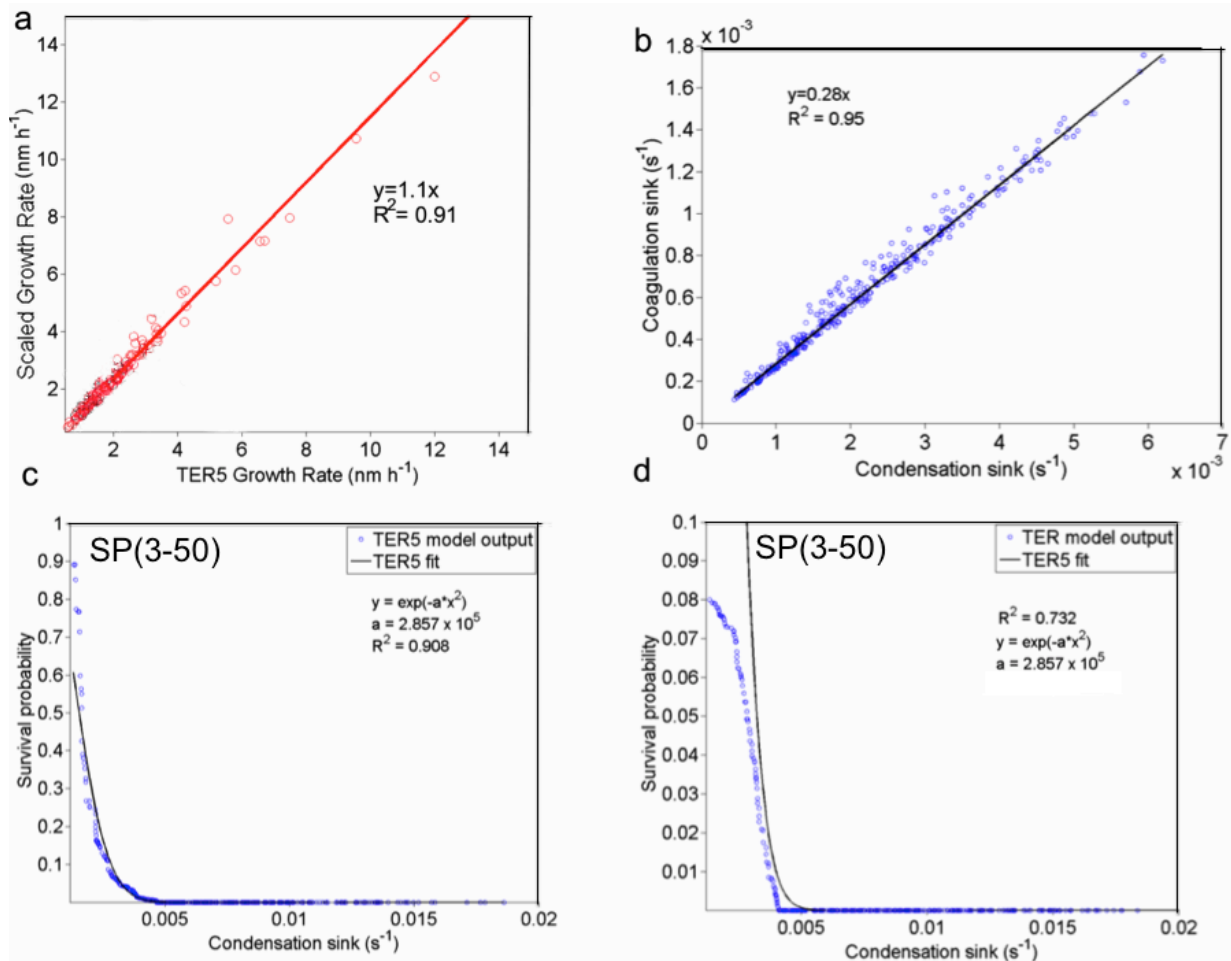 a
14
12
10
8
6
4
2
2 4 6 8 10 12 14
Scaled Growth Rate (nm h⁻¹)
TER5 Growth Rate (nm h⁻¹)
y=1.1x
R²= 0.91
b
x 10⁻³
1.8
1.6
1.4
1.2
1
0.8
0.6
0.4
0.2
0
0 1 2 3 4 5 6 7
x 10⁻³
Coagulation sink (s⁻¹)
Condensation sink (s⁻¹)
y=0.28x
R² = 0.95
c
SP(3-50)
1
0.9
0.8
0.7
0.6
0.5
0.4
0.3
0.2
0.1
0.005 0.01 0.015 0.02
Survival probability
Condensation sink (s⁻¹)
TER5 model output
TER5 fit
y = exp(-a*x²)
a = 2.857 x 10⁵
R² = 0.908
d
SP(3-50)
0.1
0.09
0.08
0.07
0.06
0.05
0.04
0.03
0.02
0.01
0.005 0.01 0.015 0.02
Survival probability
Condensation sink (s⁻¹)
TER model output
TER5 fit
R² = 0.732
y = exp(-a*x²)
a = 2.857 x 10⁵